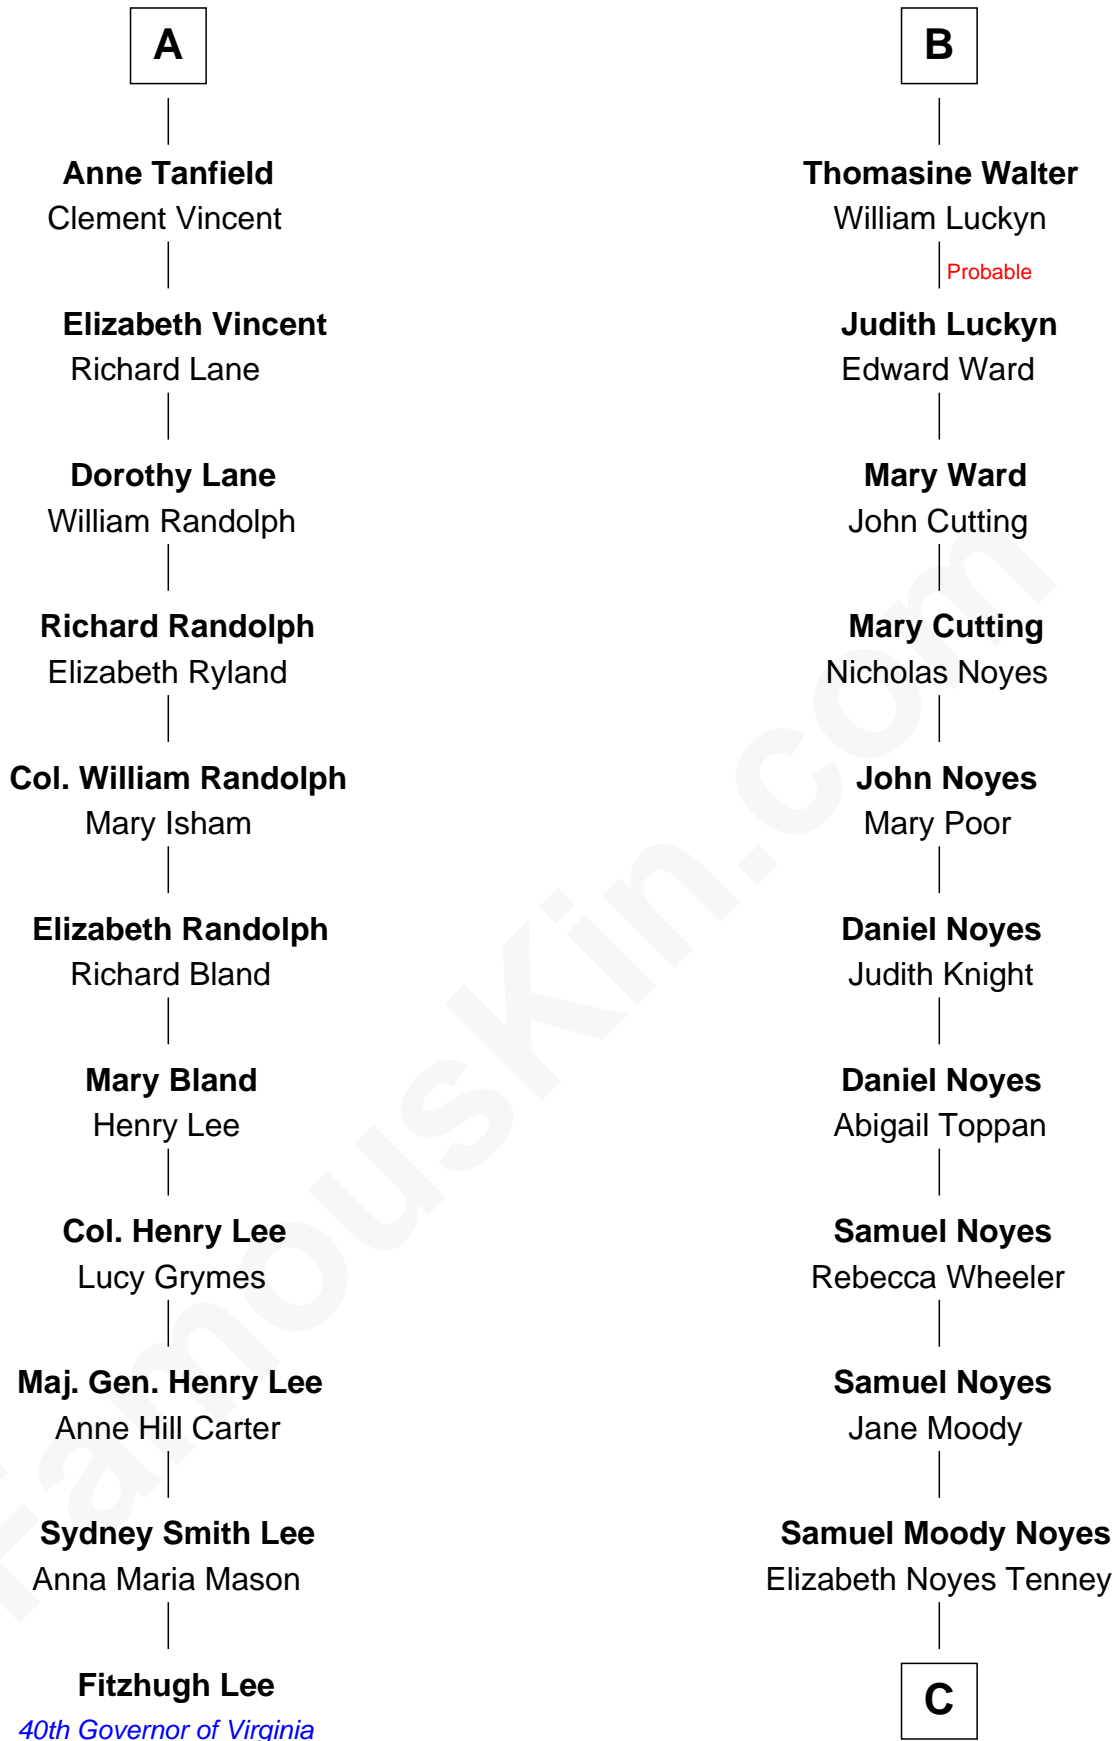 A
Anne Tanfield
Clement Vincent
Elizabeth Vincent
Richard Lane
Dorothy Lane
William Randolph
Richard Randolph
Elizabeth Ryland
Col. William Randolph
Mary Isham
Elizabeth Randolph
Richard Bland
Mary Bland
Henry Lee
Col. Henry Lee
Lucy Grymes
Maj. Gen. Henry Lee
Anne Hill Carter
Sydney Smith Lee
Anna Maria Mason
Fitzhugh Lee
40th Governor of Virginia
B
Thomasine Walter
William Luckyn
Probable
Judith Luckyn
Edward Ward
Mary Ward
John Cutting
Mary Cutting
Nicholas Noyes
John Noyes
Mary Poor
Daniel Noyes
Judith Knight
Daniel Noyes
Abigail Toppan
Samuel Noyes
Rebecca Wheeler
Samuel Noyes
Jane Moody
Samuel Moody Noyes
Elizabeth Noyes Tenney
C
FamousKin.com